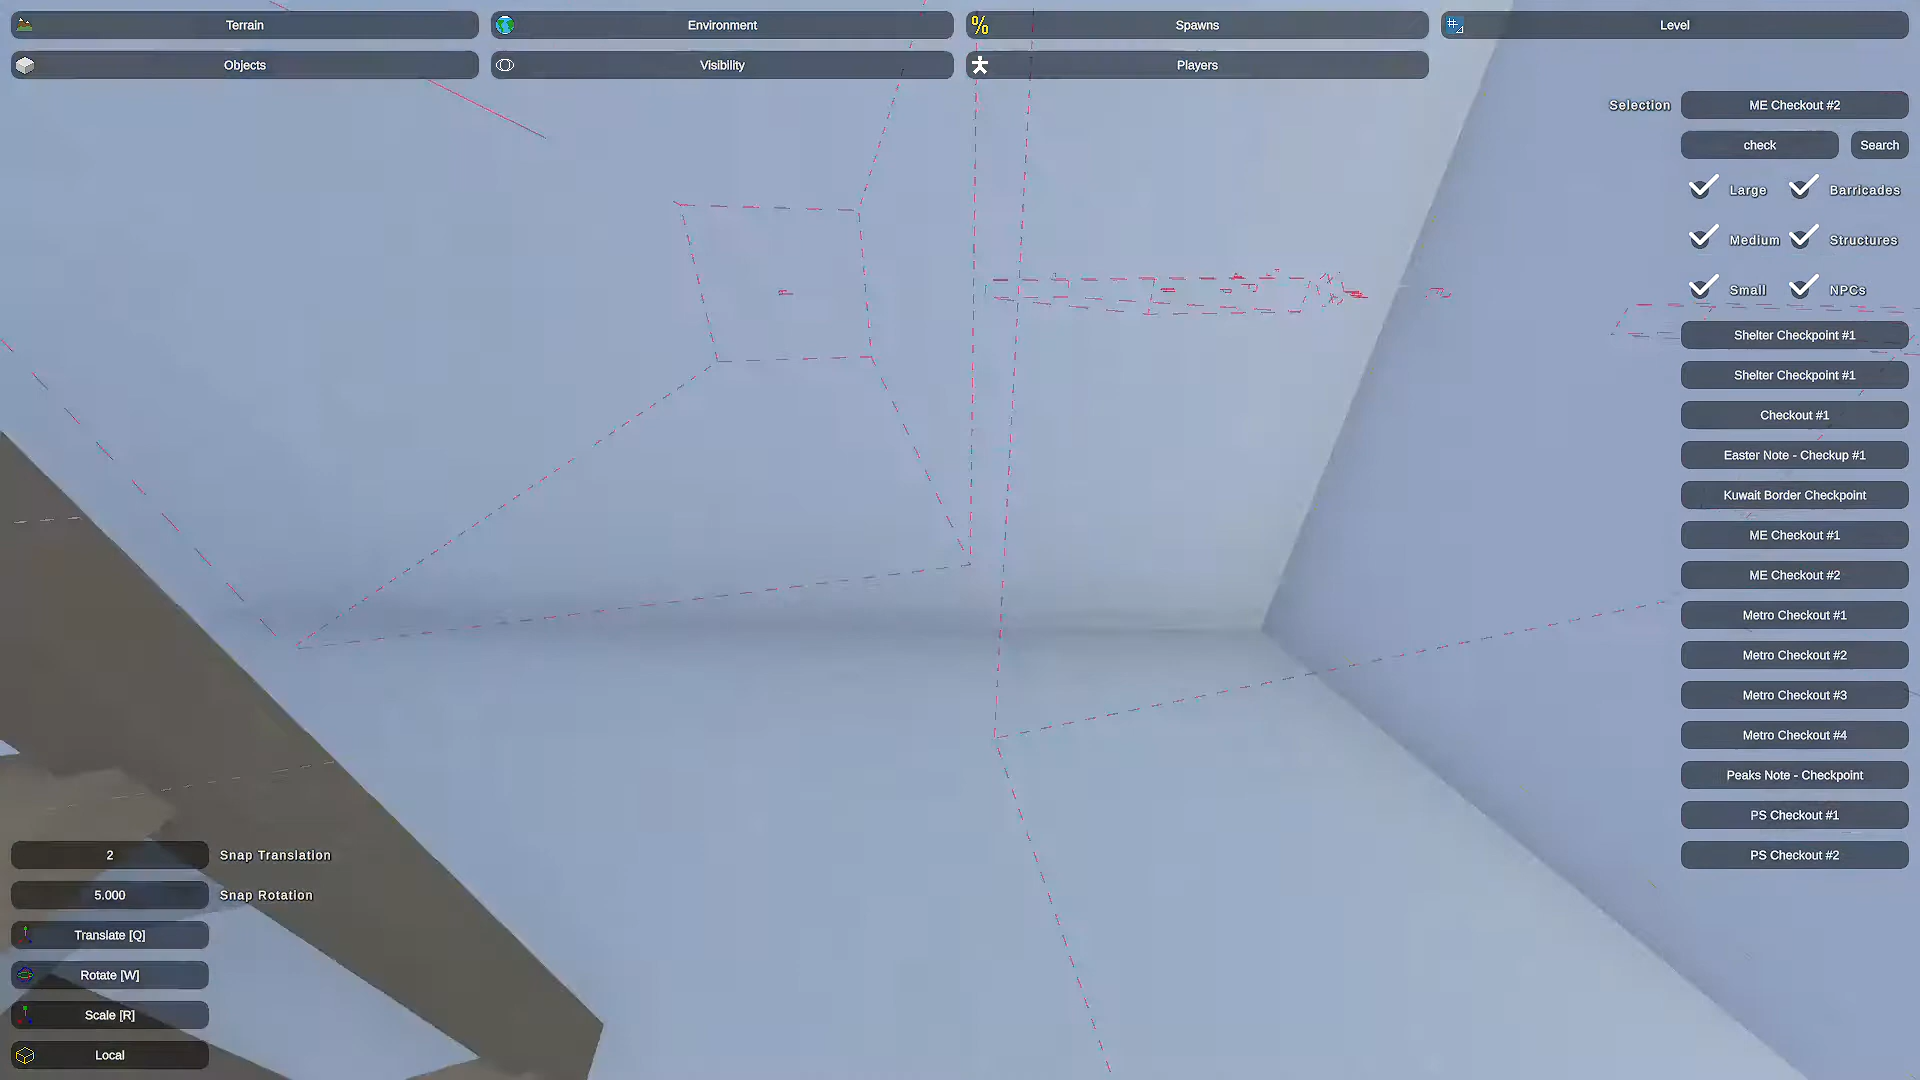 Terrain
Environment
Spawns
Level
Objects
Visibility
Players
Selection
ME Checkout #2
check
Search
Large
Barricades
Medium
Structures
Small
NPCs
Shelter Checkpoint #1
Shelter Checkpoint #1
Checkout #1
Easter Note - Checkup #1
Kuwait Border Checkpoint
ME Checkout #1
ME Checkout #2
Metro Checkout #1
Metro Checkout #2
Metro Checkout #3
Metro Checkout #4
Peaks Note - Checkpoint
PS Checkout #1
PS Checkout #2
2
Snap Translation
5.000
Snap Rotation
Translate [Q]
Rotate [W]
Scale [R]
Local